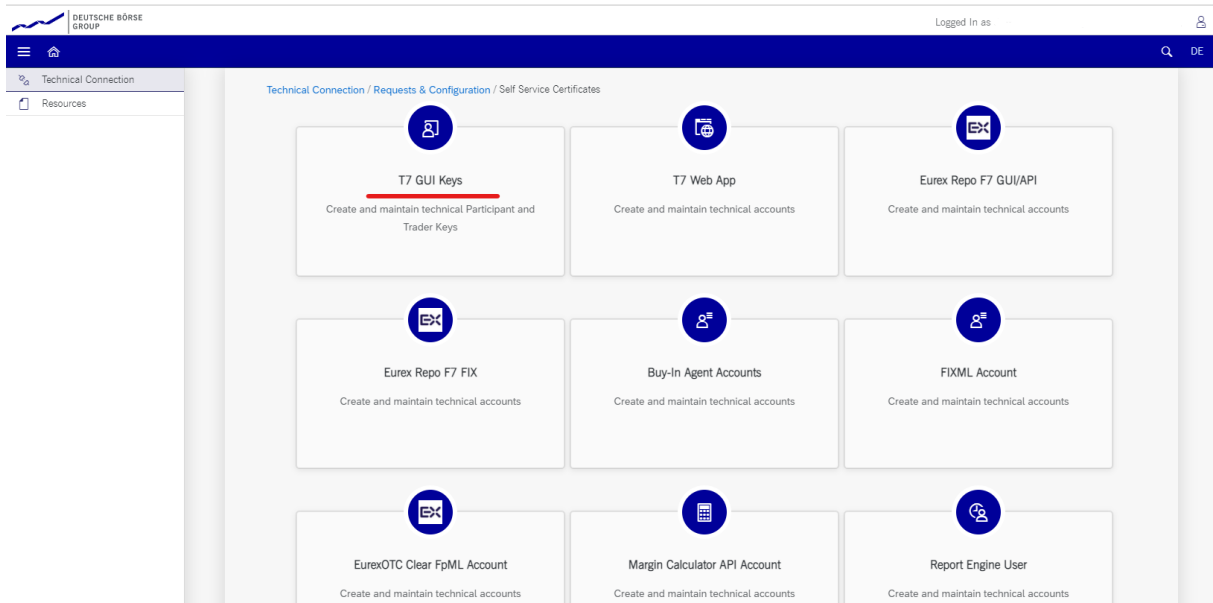 DEUTSCHE BÖRSE
GROUP
Logged In as
DE
Technical Connection
Resources
Technical Connection / Requests & Configuration / Self Service Certificates
T7 GUI Keys
Create and maintain technical Participant and
Trader Keys
T7 Web App
Create and maintain technical accounts
EX
Eurex Repo F7 GUI/API
Create and maintain technical accounts
EX
Eurex Repo F7 FIX
Create and maintain technical accounts
Buy-In Agent Accounts
Create and maintain technical accounts
FIXML Account
Create and maintain technical accounts
EX
EurexOTC Clear FpML Account
Create and maintain technical accounts
Margin Calculator API Account
Create and maintain technical accounts
Report Engine User
Create and maintain technical accounts